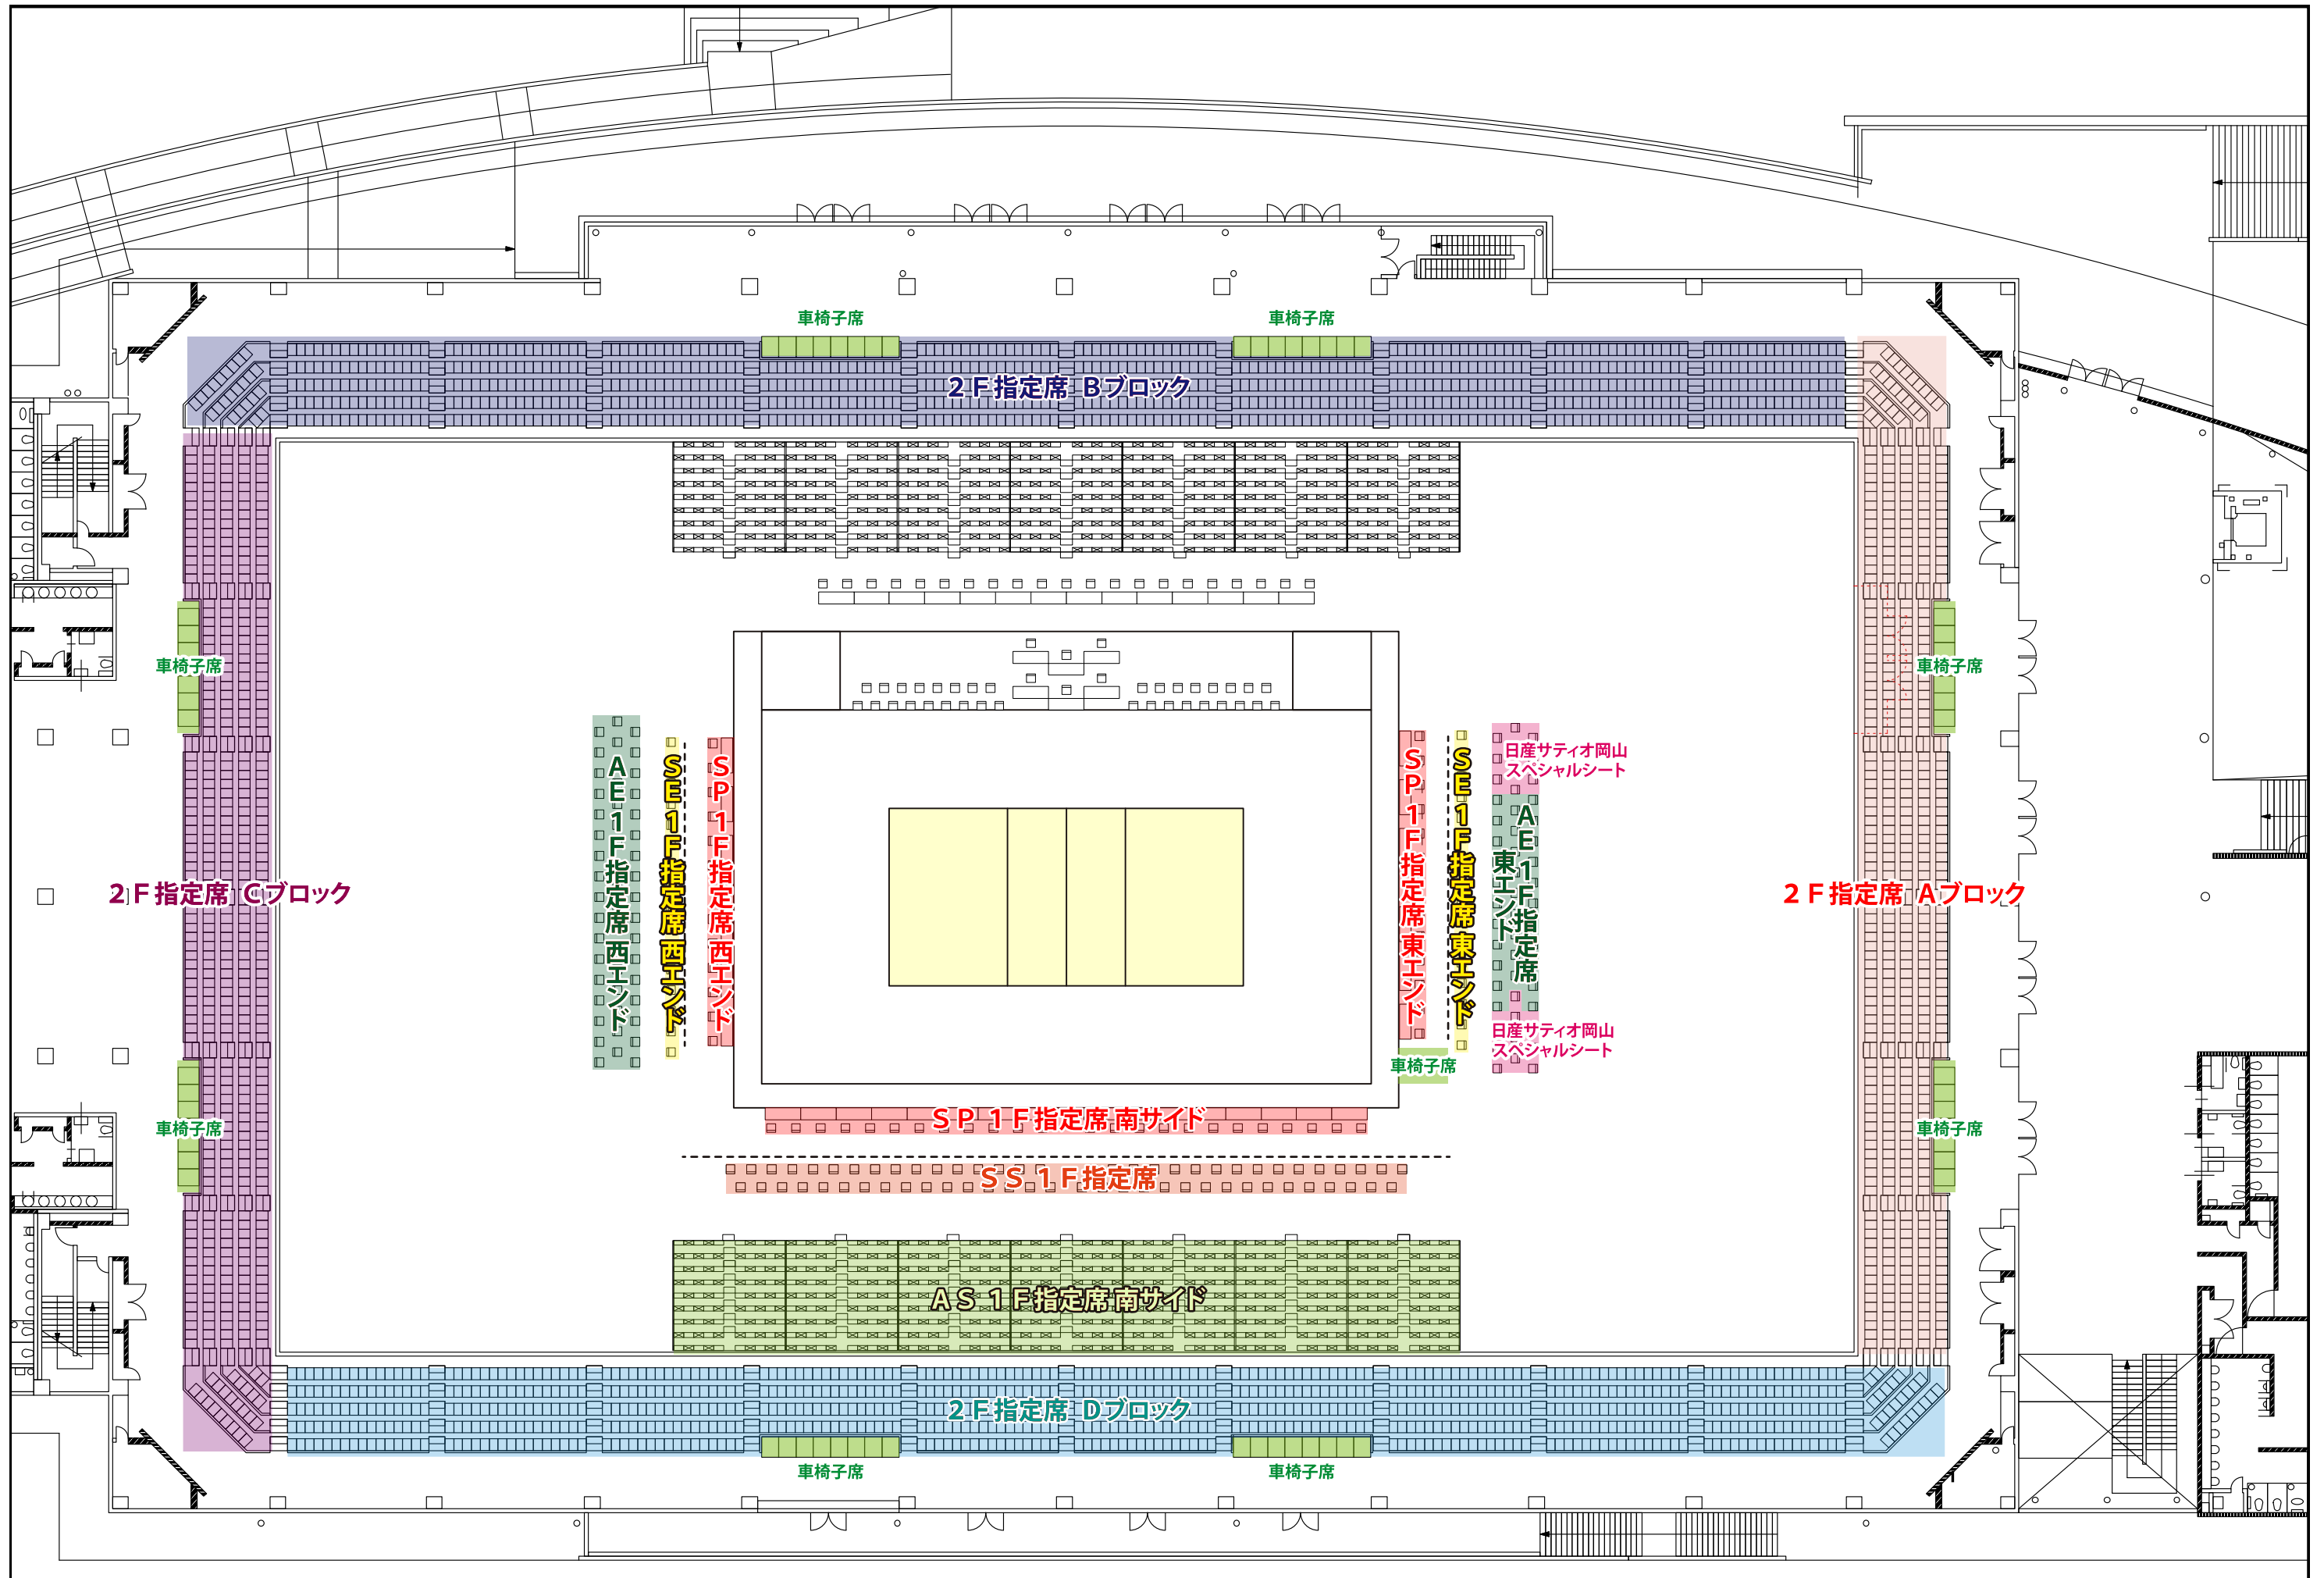 車椅子席
車椅子席
2F指定席 Bブロック
車椅子席
車椅子席
日産サティオ岡山
スペシャルシート
AE1F指定席 西エンド
SE1F指定席 西エンド
SP1F指定席 西エンド
SP1F指定席 東エンド
SE1F指定席 東エンド
AE1F指定席
東エンド
2F指定席 Cブロック
2F指定席 Aブロック
日産サティオ岡山
スペシャルシート
車椅子席
SP1F指定席 南サイド
車椅子席
車椅子席
SS1F指定席
AS 1F指定席 南サイド
2F指定席 Dブロック
車椅子席
車椅子席